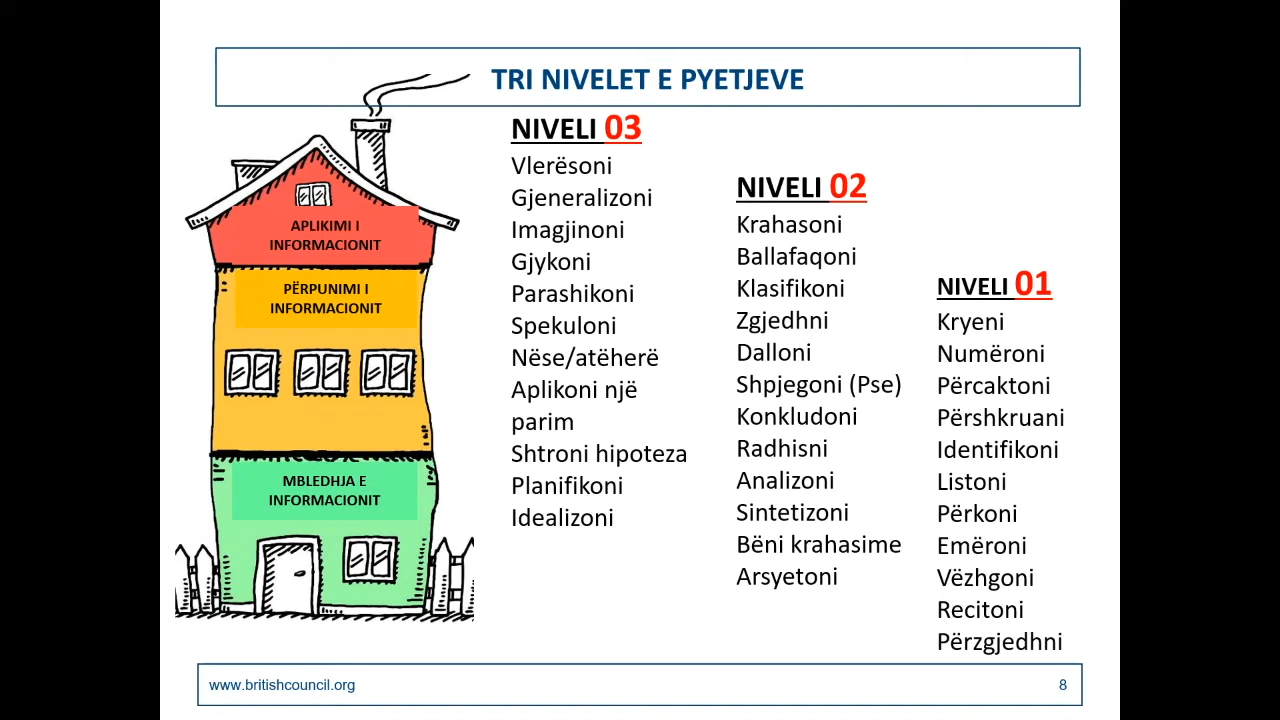 TRI NIVELET E PYETJEVE
APLIKIMI I
INFORMACIONIT
PËRPUNIMI I
INFORMACIONIT
MBLEDHJA E
INFORMACIONIT
NIVELI 03
Vlerësoni
Gjeneralizoni
Imagjinoni
Gjykoni
Parashikoni
Spekuloni
Nëse/atëherë
Aplikoni një
parim
Shtroni hipoteza
Planifikoni
Idealizoni
NIVELI 02
Krahasoni
Ballafaqoni
Klasifikoni
Zgjedhni
Dalloni
Shpjegoni (Pse)
Konkludoni
Radhisni
Analizoni
Sintetizoni
Bëni krahasime
Arsyetoni
NIVELI 01
Kryeni
Numëroni
Përcaktoni
Përshkruani
Identifikoni
Listoni
Përkoni
Emëroni
Vëzhgoni
Recitoni
Përzgjedhni
www.britishcouncil.org
8